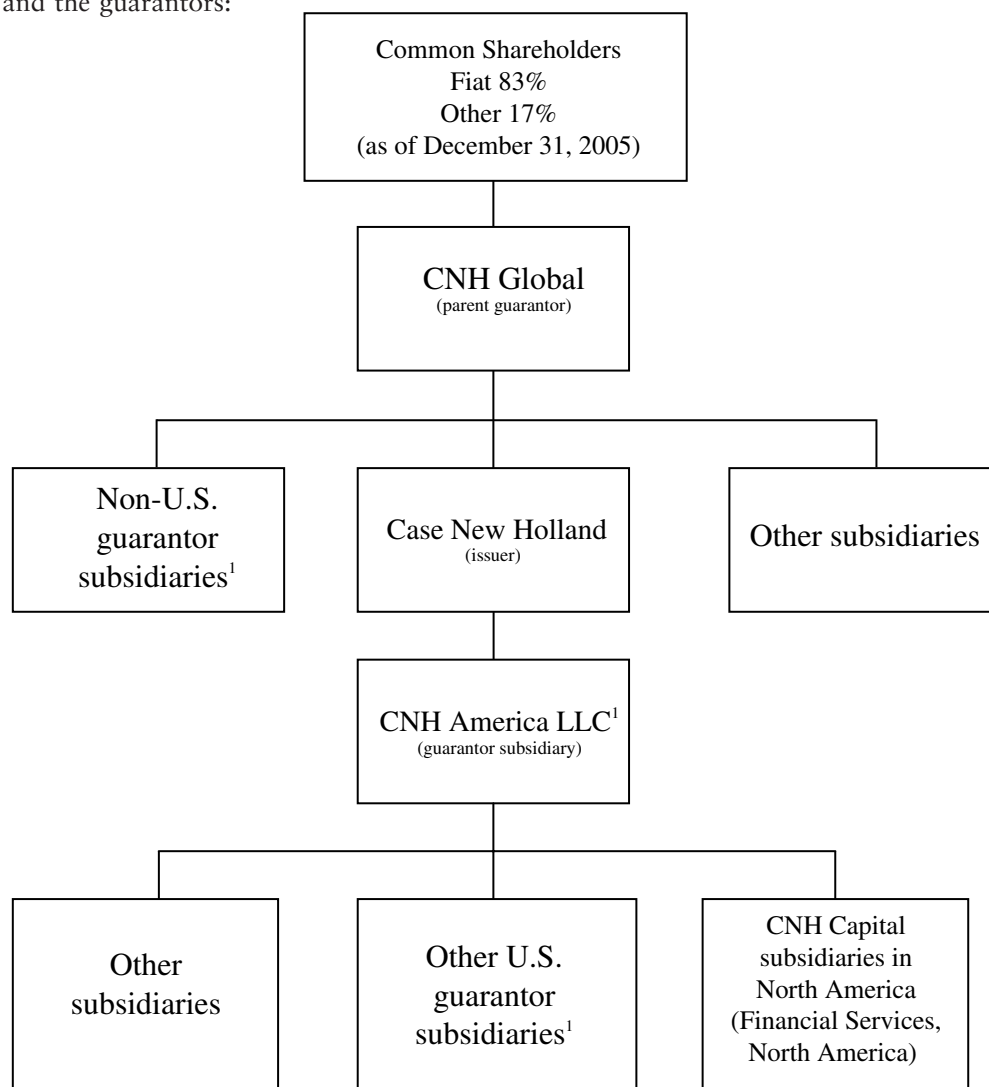 and the guarantors:
Common Shareholders
Fiat 83%
Other 17%
(as of December 31, 2005)
CNH Global
(parent guarantor)
Non-U.S.
guarantor
subsidiaries¹
Case New Holland
(issuer)
Other subsidiaries
CNH America LLC¹
(guarantor subsidiary)
Other
subsidiaries
Other U.S.
guarantor
subsidiaries¹
CNH Capital
subsidiaries in
North America
(Financial Services,
North America)